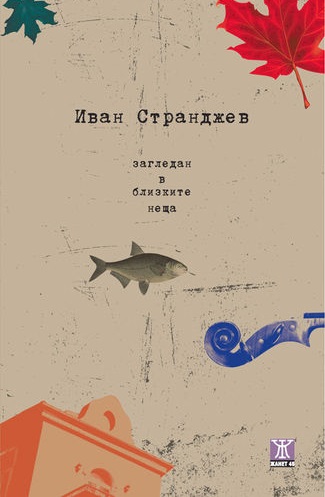 Иван Странджев
загледан
в
близките
неща
ЖАНЕТ 45